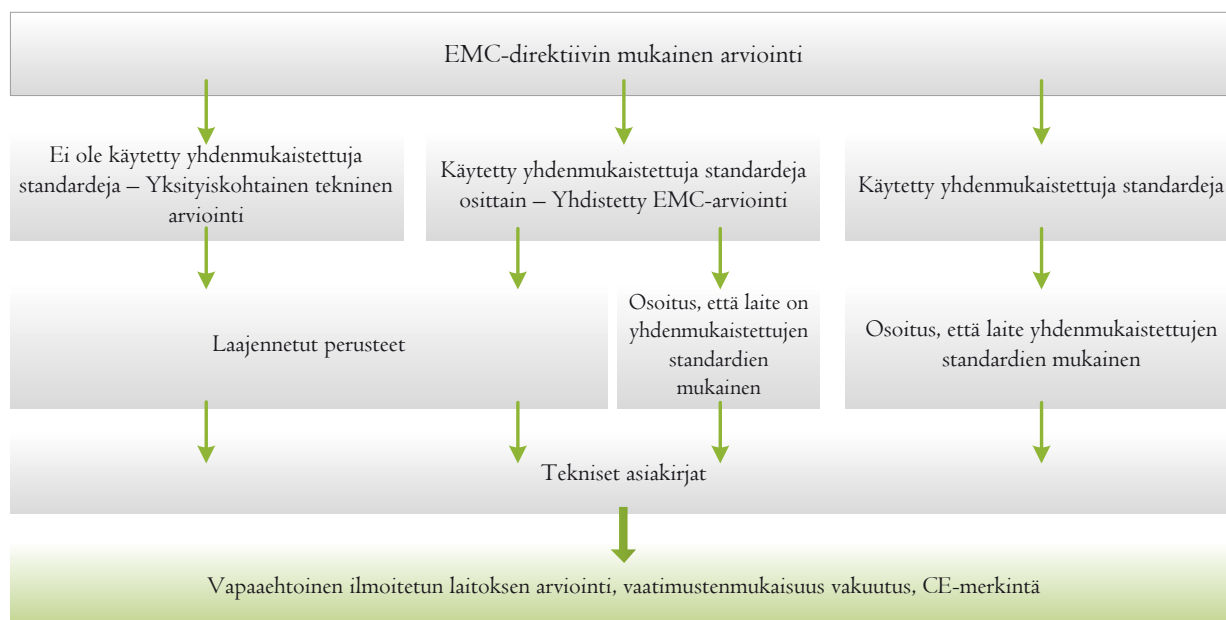 EMC-direktiivin mukainen arviointi
Ei ole käytetty yhdenmukaistettuja
standardeja – Yksityiskohtainen tekninen
arviointi
Käytetty yhdenmukaistettuja standardeja
osittain – Yhdistetty EMC-arviointi
Käytetty yhdenmukaistettuja standardeja
Laajennetut perusteet
Osoitus, että laite on
yhdenmukaistettujen
standardien
mukainen
Osoitus, että laite yhdenmukaistettujen
standardien mukainen
Tekniset asiakirjat
Vapaaehtoinen ilmoitetun laitoksen arviointi, vaatimustenmukaisuus vakuutus, CE-merkintä